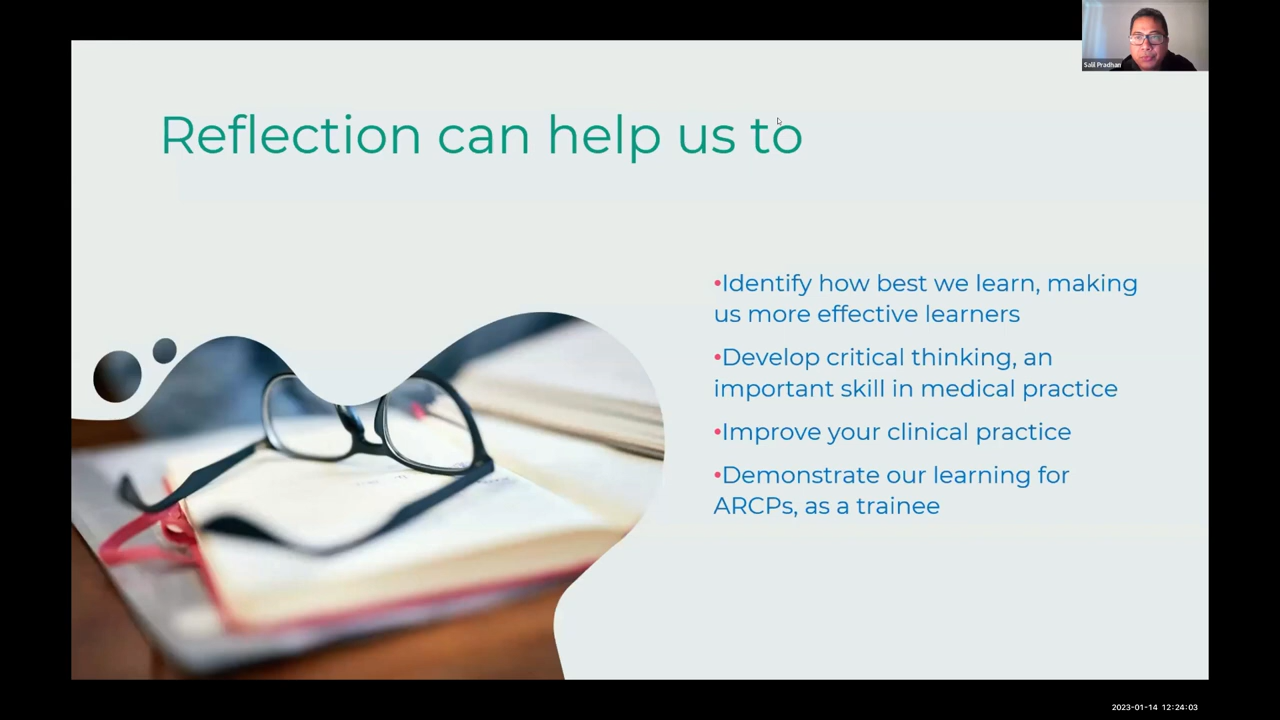 Salil Pradhan
Reflection can help us to
•Identify how best we learn, making
us more effective learners
•Develop critical thinking, an
important skill in medical practice
•Improve your clinical practice
•Demonstrate our learning for
ARCPs, as a trainee
2023-01-14 12:24:03